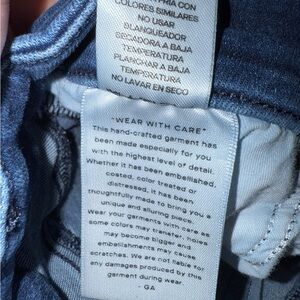 FRIA CON
COLORES SIMILARES
NO USAR
BLANQUEADOR
SECADORA A BAJA
TEMPERATURA
PLANCHAR A BAJA
TEMPERATURA
NO LAVAR EN SECO
"WEAR WITH CARE"
This hand-crafted garment has
been made especially for you
with the highest level of detail.
Whether it has been embellished,
coated, color treated or
distressed, it has been
thoughtfully made to bring you a
unique and alluring piece.
Wear your garments with care as
some colors may transfer, holes
may become bigger and
embellishments may cause
scratches. We are not liable for
any damages produced by this
garment during wear.
- GA